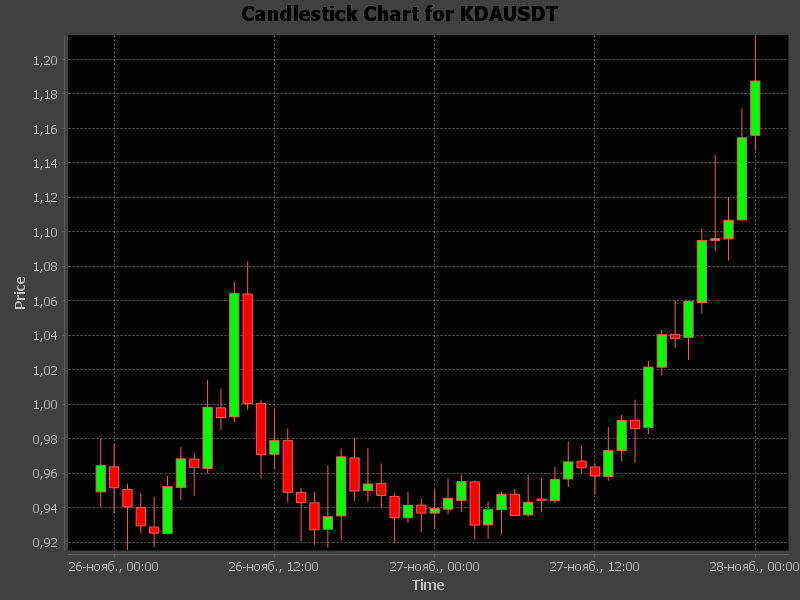 Candlestick Chart for KDAUSDT
1,20
1,18
1,16
1,14
1,12
1,10
1,08
1,06
1,04
1,02
1,00
0,98
0,96
0,94
0,92
Price
26-нояб., 00:00
26-нояб., 12:00
27-нояб., 00:00
27-нояб., 12:00
28-нояб., 00:00
Time